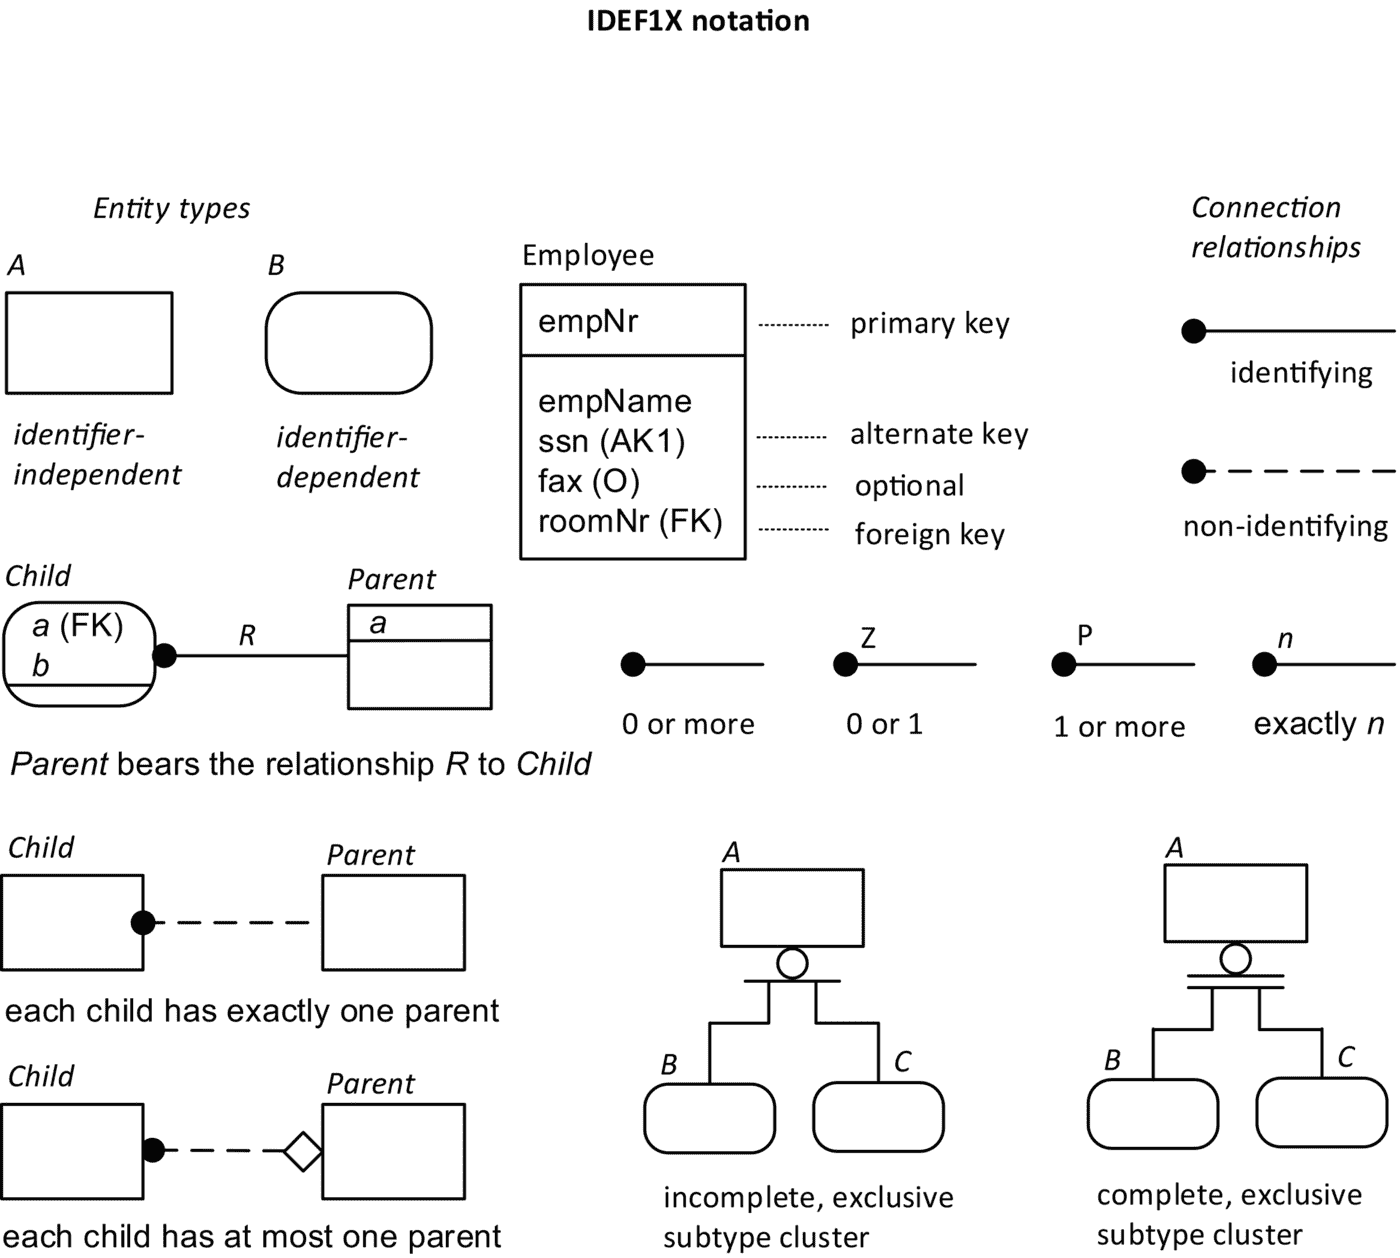 IDEF1X notation
Entity types
A
B
identifier-
independent
identifier-
dependent
Employee
empNr
empName
ssn (AK1)
fax (O)
roomNr (FK)
primary key
alternate key
optional
foreign key
Connection
relationships
identifying
non-identifying
Child
a (FK)
b
R
Parent
a
Parent bears the relationship R to Child
0 or more
Z
0 or 1
P
1 or more
n
exactly n
Child
Parent
each child has exactly one parent
Child
Parent
each child has at most one parent
A
B
C
incomplete, exclusive
subtype cluster
A
B
C
complete, exclusive
subtype cluster